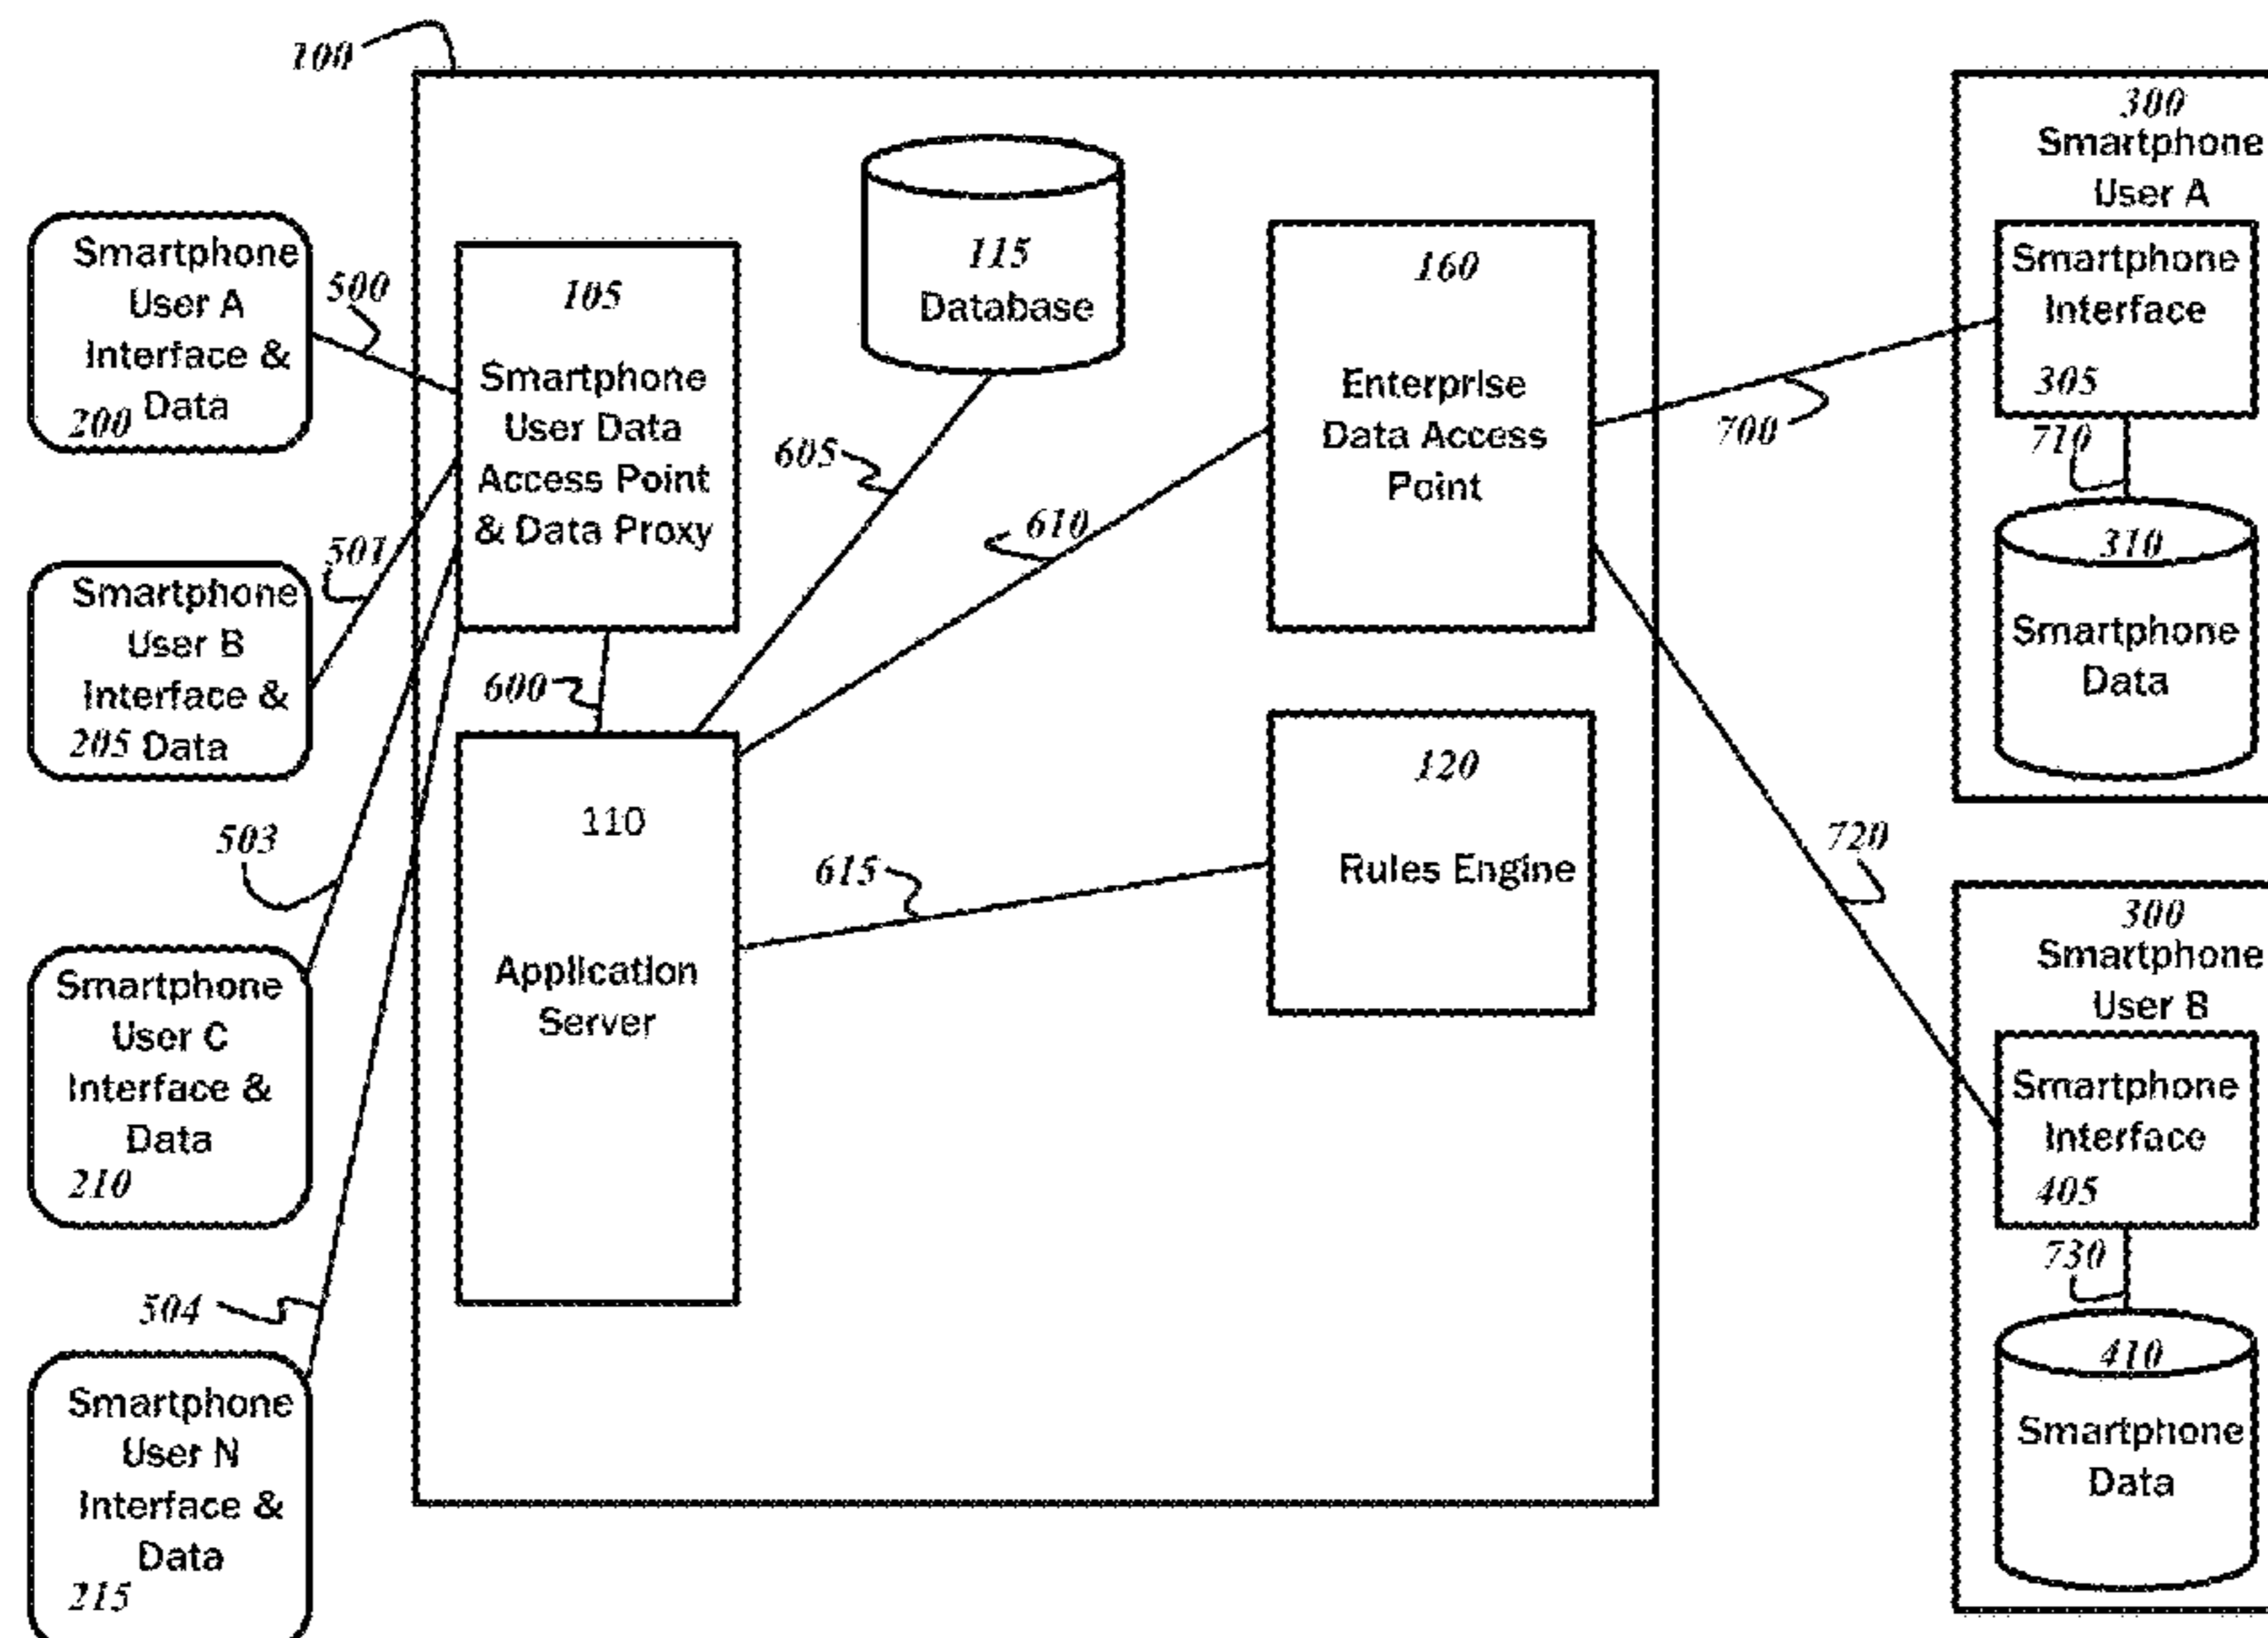 100
Smartphone
User A
Interface &
200 Data
500
Smartphone
User B
Interface &
205 Data
501
503
Smartphone
User C
Interface &
Data
210
504
Smartphone
User N
Interface &
Data
215
105
Smartphone
User Data
Access Point
& Data Proxy
600
110
Application
Server
115
Database
605
610
615
160
Enterprise
Data Access
Point
120
Rules Engine
700
720
300
Smartphone
User A
Smartphone
Interface
305
710
310
Smartphone
Data
300
Smartphone
User B
Smartphone
Interface
405
730
410
Smartphone
Data